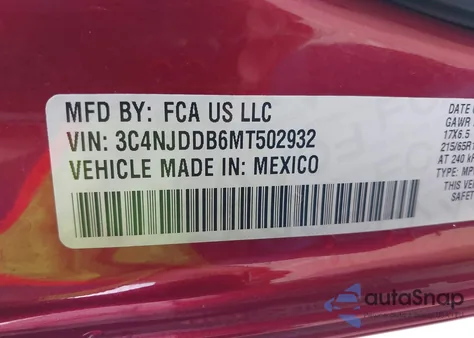 MFD BY: FCA US LLC
VIN: 3C4NJDDB6MT502932
VEHICLE MADE IN: MEXICO
DATE
GAWR
17X6.5
215/65R1
AT 240
TYPE: MP
THIS VE
SAFET
autoSnap